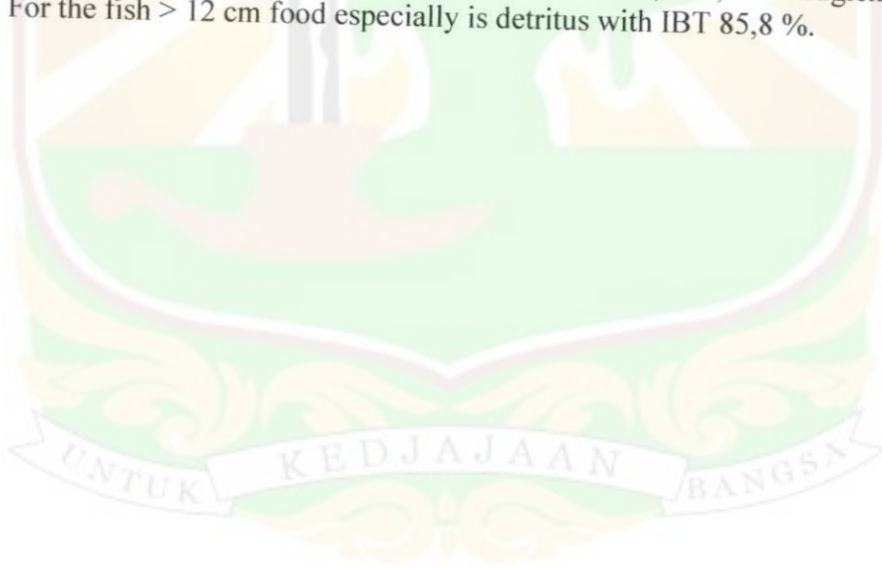 For the fish > 12 cm food especially is detritus with IBT 85,8 %.
UNTUK KEDJAJAAN BANGSA